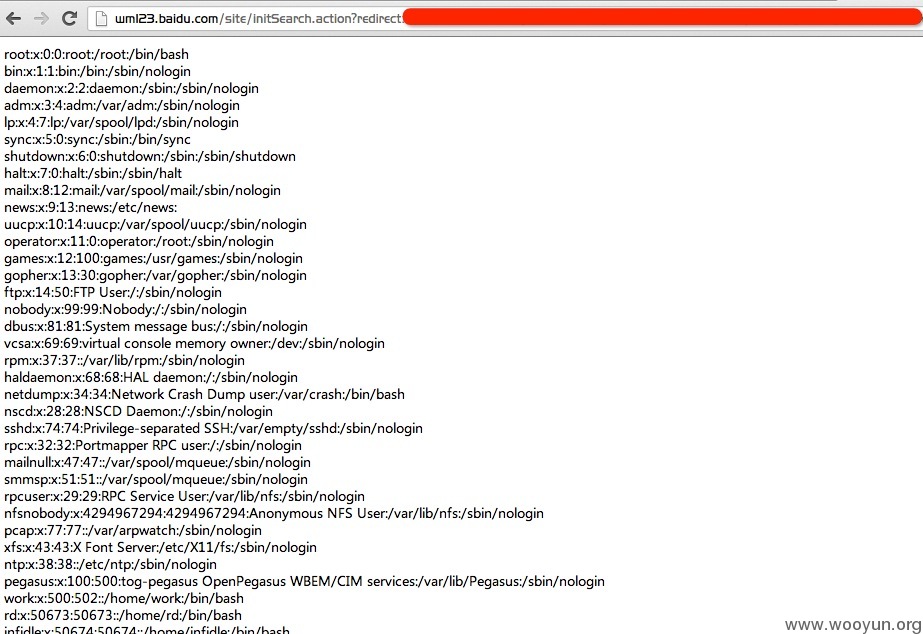 wm123.baidu.com/site/initSearch.action?redirect:
root:x:0:0:root:/root:/bin/bash
bin:x:1:1:bin:/bin:/sbin/nologin
daemon:x:2:2:daemon:/sbin:/sbin/nologin
adm:x:3:4:adm:/var/adm:/sbin/nologin
lp:x:4:7:lp:/var/spool/lpd:/sbin/nologin
sync:x:5:0:sync:/sbin:/bin/sync
shutdown:x:6:0:shutdown:/sbin:/sbin/shutdown
halt:x:7:0:halt:/sbin:/sbin/halt
mail:x:8:12:mail:/var/spool/mail:/sbin/nologin
news:x:9:13:news:/etc/news:
uucp:x:10:14:uucp:/var/spool/uucp:/sbin/nologin
operator:x:11:0:operator:/root:/sbin/nologin
games:x:12:100:games:/usr/games:/sbin/nologin
gopher:x:13:30:gopher:/var/gopher:/sbin/nologin
ftp:x:14:50:FTP User:/:/sbin/nologin
nobody:x:99:99:Nobody:/:/sbin/nologin
dbus:x:81:81:System message bus:/:/sbin/nologin
vcsa:x:69:69:virtual console memory owner:/dev:/sbin/nologin
rpm:x:37:37::/var/lib/rpm:/sbin/nologin
haldaemon:x:68:68:HAL daemon:/:/sbin/nologin
netdump:x:34:34:Network Crash Dump user:/var/crash:/bin/bash
nscd:x:28:28:NSCD Daemon:/:/sbin/nologin
sshd:x:74:74:Privilege-separated SSH:/var/empty/sshd:/sbin/nologin
rpc:x:32:32:Portmapper RPC user:/:/sbin/nologin
mailnull:x:47:47::/var/spool/mqueue:/sbin/nologin
smmsp:x:51:51::/var/spool/mqueue:/sbin/nologin
rpcuser:x:29:29:RPC Service User:/var/lib/nfs:/sbin/nologin
nfsnobody:x:4294967294:4294967294:Anonymous NFS User:/var/lib/nfs:/sbin/nologin
pcap:x:77:77::/var/arpwatch:/sbin/nologin
xfs:x:43:43:X Font Server:/etc/X11/fs:/sbin/nologin
ntp:x:38:38::/etc/ntp:/sbin/nologin
pegasus:x:100:500:tog-pegasus OpenPegasus WBEM/CIM services:/var/lib/Pegasus:/sbin/nologin
work:x:500:502::/home/work:/bin/bash
rd:x:50673:50673::/home/rd:/bin/bash
infidle:x:50674:50674::/home/infidle:/bin/bash
www.wooyun.org